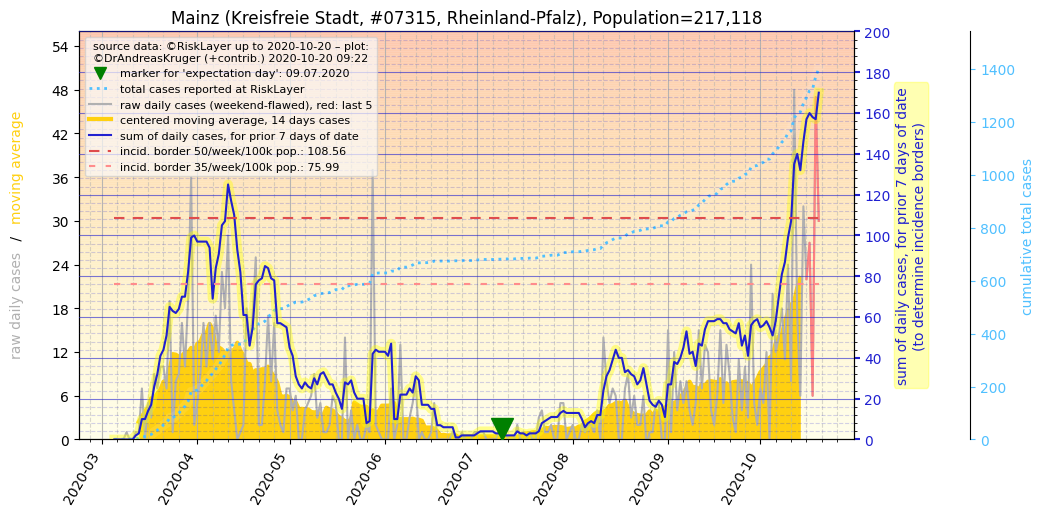 Mainz (Kreisfreie Stadt, #07315, Rheinland-Pfalz), Population=217,118
source data: ©RiskLayer up to 2020-10-20 – plot:
©DrAndreasKruger (+contrib.) 2020-10-20 09:22
marker for 'expectation day': 09.07.2020
total cases reported at RiskLayer
raw daily cases (weekend-flawed), red: last 5
centered moving average, 14 days cases
sum of daily cases, for prior 7 days of date
incid. border 50/week/100k pop.: 108.56
incid. border 35/week/100k pop.: 75.99
raw daily cases / moving average
54
48
42
36
30
24
18
12
6
0
2020-03
2020-04
2020-05
2020-06
2020-07
2020-08
2020-09
2020-10
200
180
160
140
120
100
80
60
40
20
0
sum of daily cases, for prior 7 days of date
(to determine incidence borders)
1400
1200
1000
800
600
400
200
0
cumulative total cases